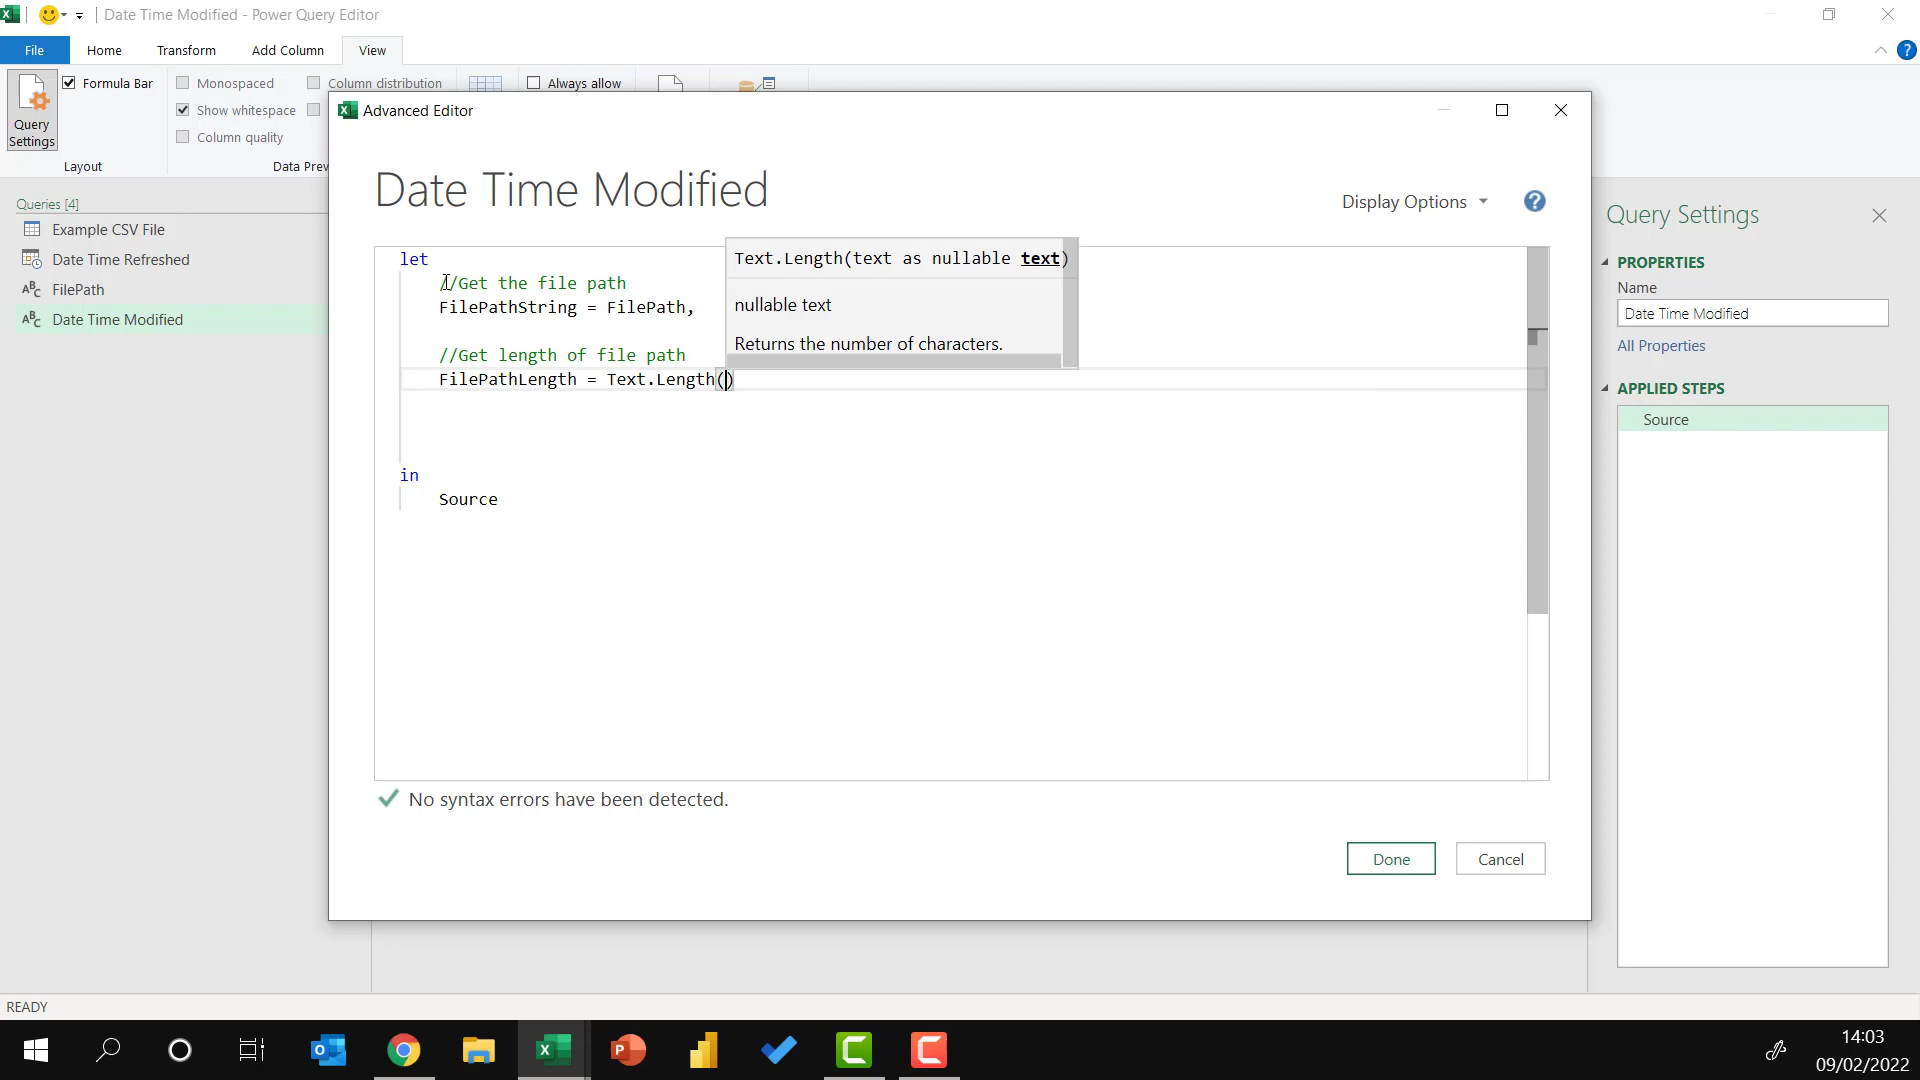 Date Time Modified - Power Query Editor
File
Home
Transform
Add Column
View
?
Query
Settings
Formula Bar
Layout
Monospaced
Show whitespace
Column quality
Data Prev
Column distribution
Always allow
Queries [4]
Example CSV File
Date Time Refreshed
FilePath
Date Time Modified
Advanced Editor
Date Time Modified
Display Options
?
let
//Get the file path
FilePathString = FilePath,
//Get length of file path
FilePathLength = Text.Length()
in
Source
Text.Length(text as nullable text)
nullable text
Returns the number of characters.
No syntax errors have been detected.
Done
Cancel
Query Settings
PROPERTIES
Name
Date Time Modified
All Properties
APPLIED STEPS
Source
READY
14:03
09/02/2022